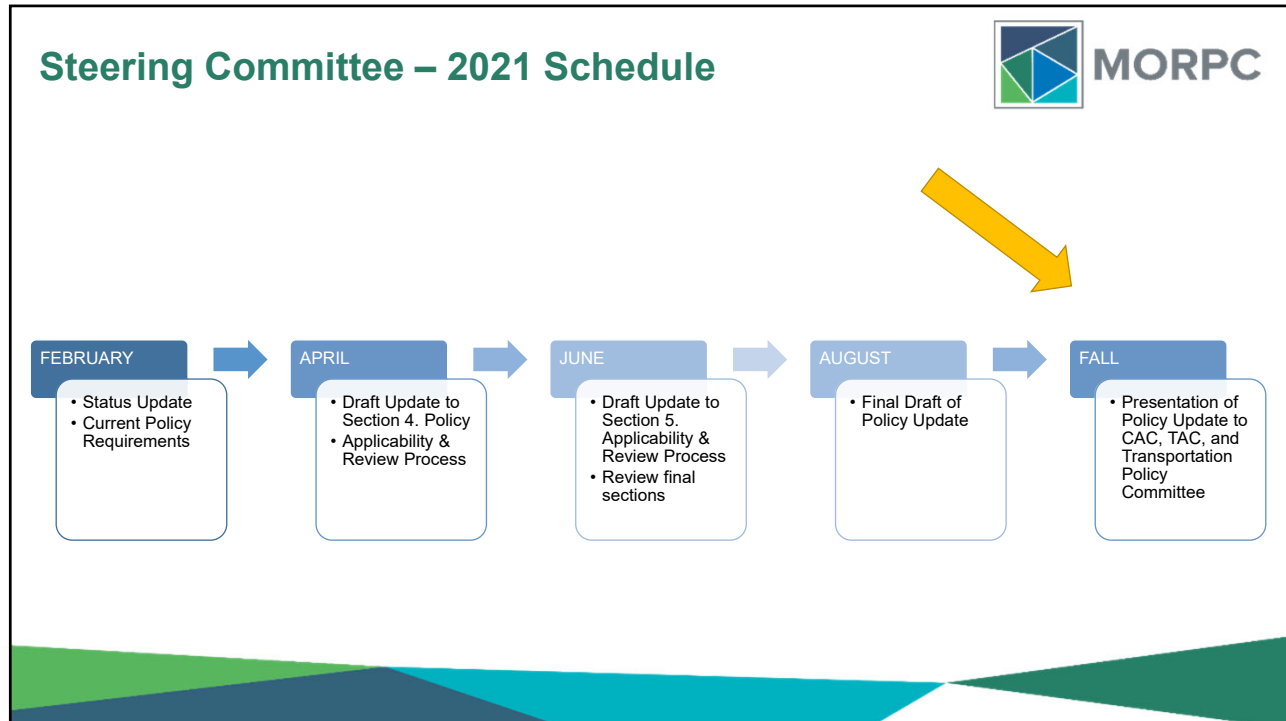 Steering Committee – 2021 Schedule
MORPC
FEBRUARY
• Status Update
• Current Policy
Requirements
APRIL
• Draft Update to
Section 4. Policy
• Applicability &
Review Process
JUNE
• Draft Update to
Section 5.
Applicability &
Review Process
• Review final
sections
AUGUST
• Final Draft of
Policy Update
FALL
• Presentation of
Policy Update to
CAC, TAC, and
Transportation
Policy
Committee